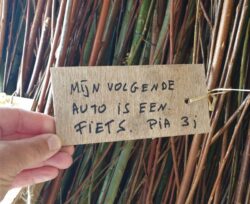 MIJN VOLGENDE
AUTO IS EEN.
FIETS. PIA 3j